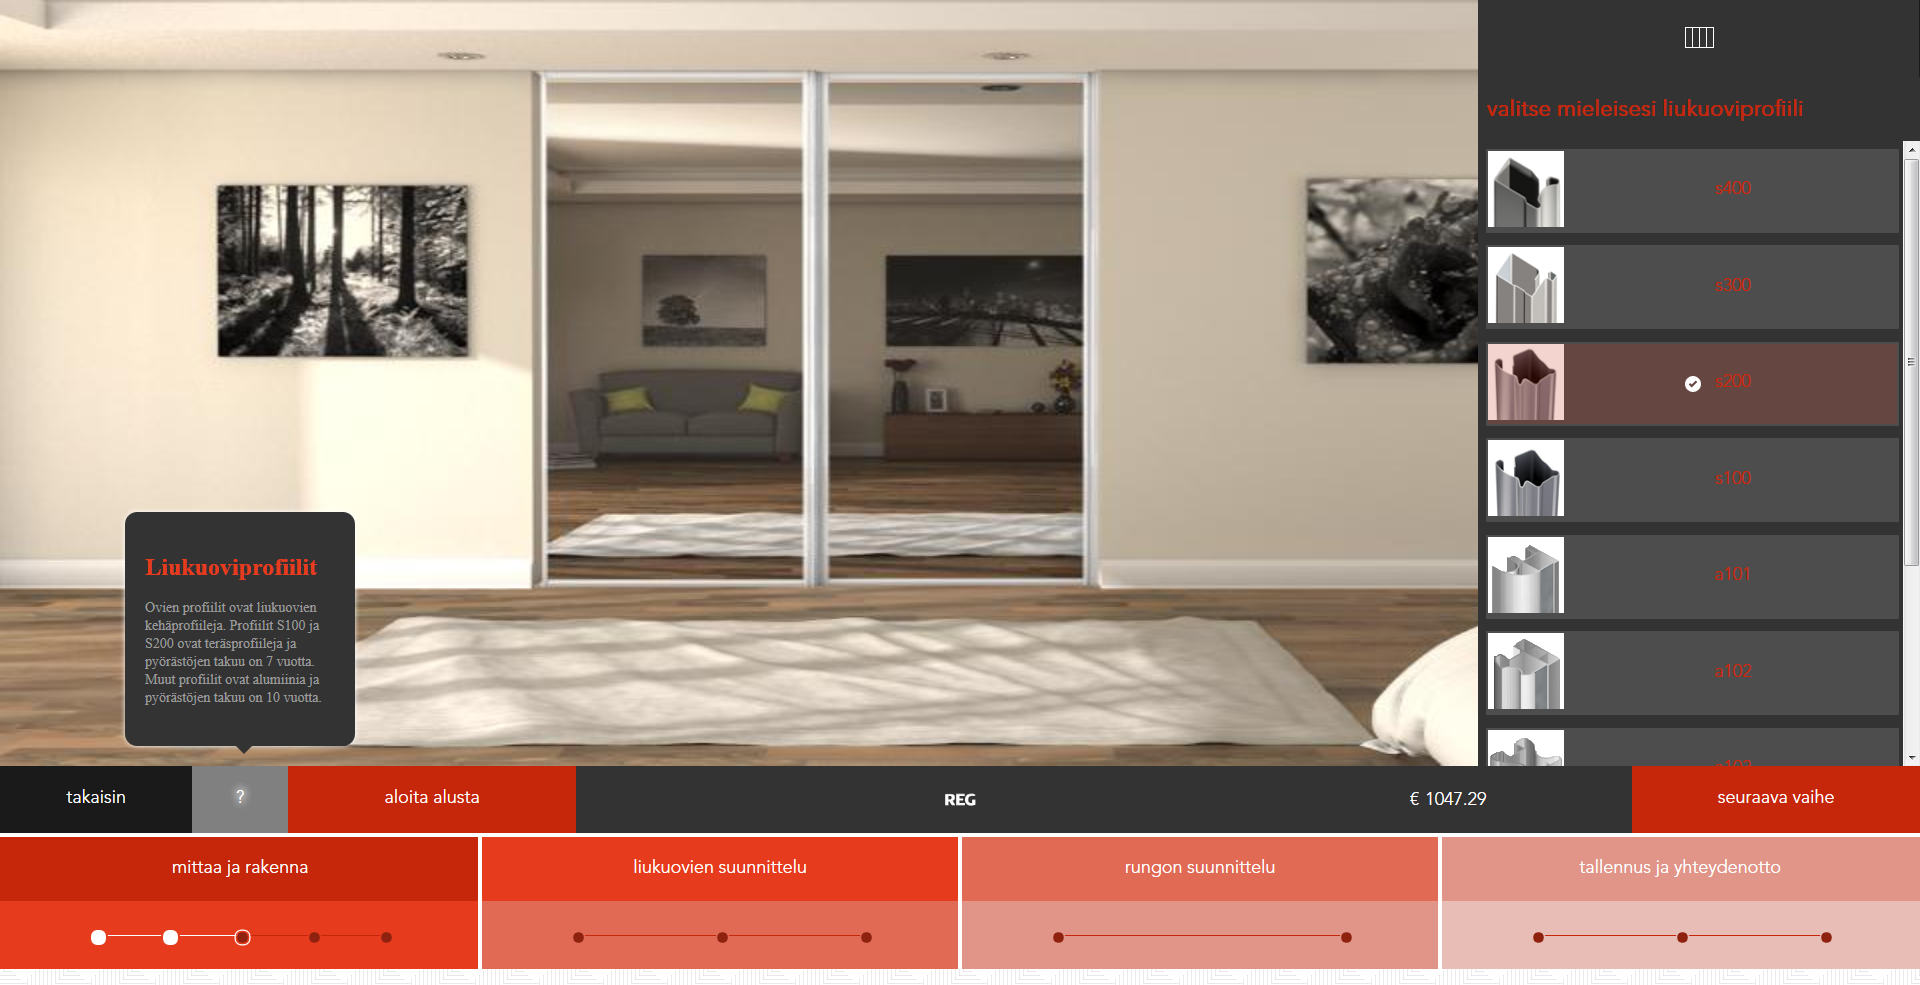 valitse mieleisesi liukuoviprofiili
s400
s300
s200
s100
a101
a102
a103
Liukuoviprofiilit
Ovien profiilit ovat liukuovien
kehäprofiileja. Profiilit S100 ja
S200 ovat teräsprofiileja ja
pyörästöjen takuu on 7 vuotta.
Muut profiilit ovat alumiinia ja
pyörästöjen takuu on 10 vuotta.
takaisin
?
aloita alusta
REG
€ 1047.29
seuraava vaihe
mittaa ja rakenna
liukuovien suunnittelu
rungon suunnittelu
tallennus ja yhteydenotto